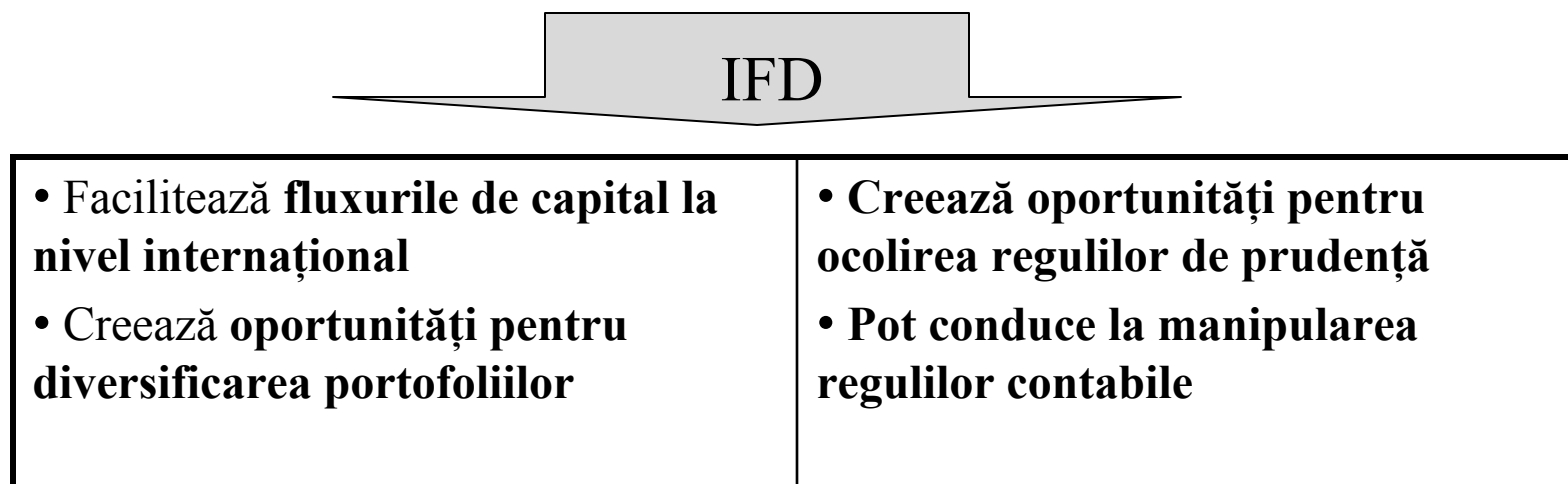 IFD
• Facilitează fluxurile de capital la
nivel internațional
• Creează oportunități pentru
diversificarea portofoliilor
• Creează oportunități pentru
ocolirea regulilor de prudență
• Pot conduce la manipularea
regulilor contabile